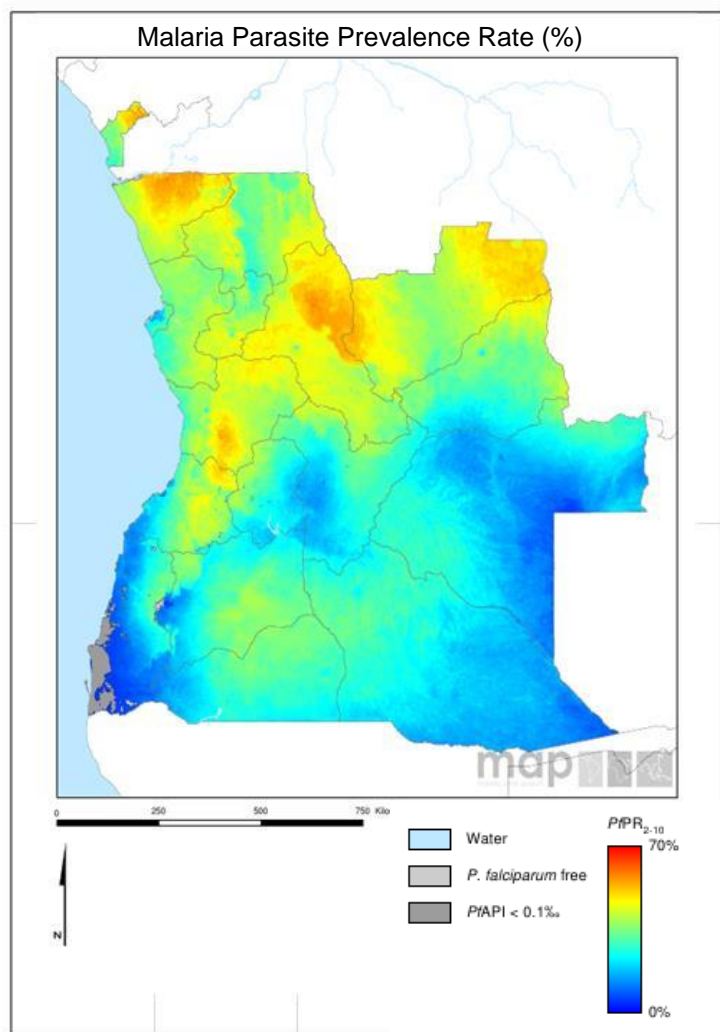 Malaria Parasite Prevalence Rate (%)
map
0 250 500 750 Kilo
N
Water
P. falciparum free
PfAPI < 0.1‰
PfPR2-10
70%
0%